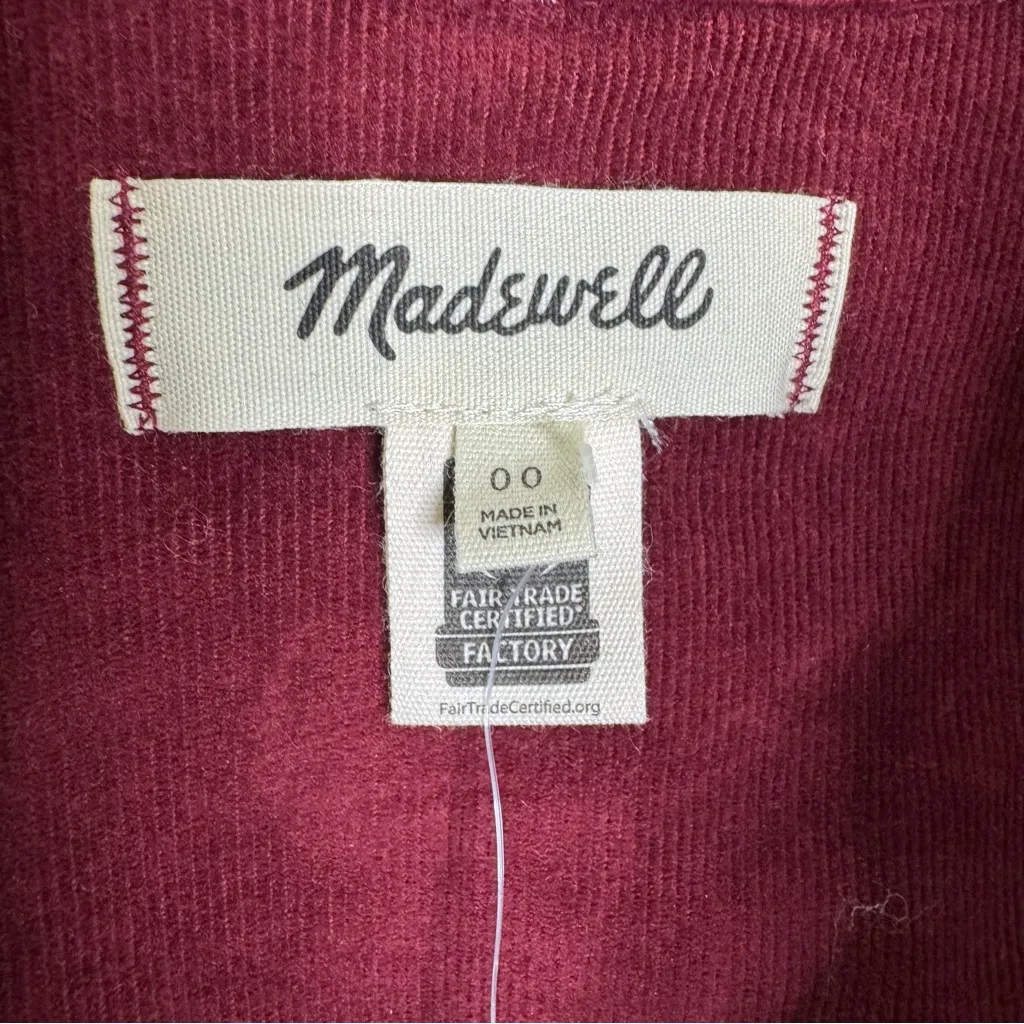 Madewell
00
MADE IN
VIETNAM
FAIR TRADE
CERTIFIED
FACTORY
FairTradeCertified.org